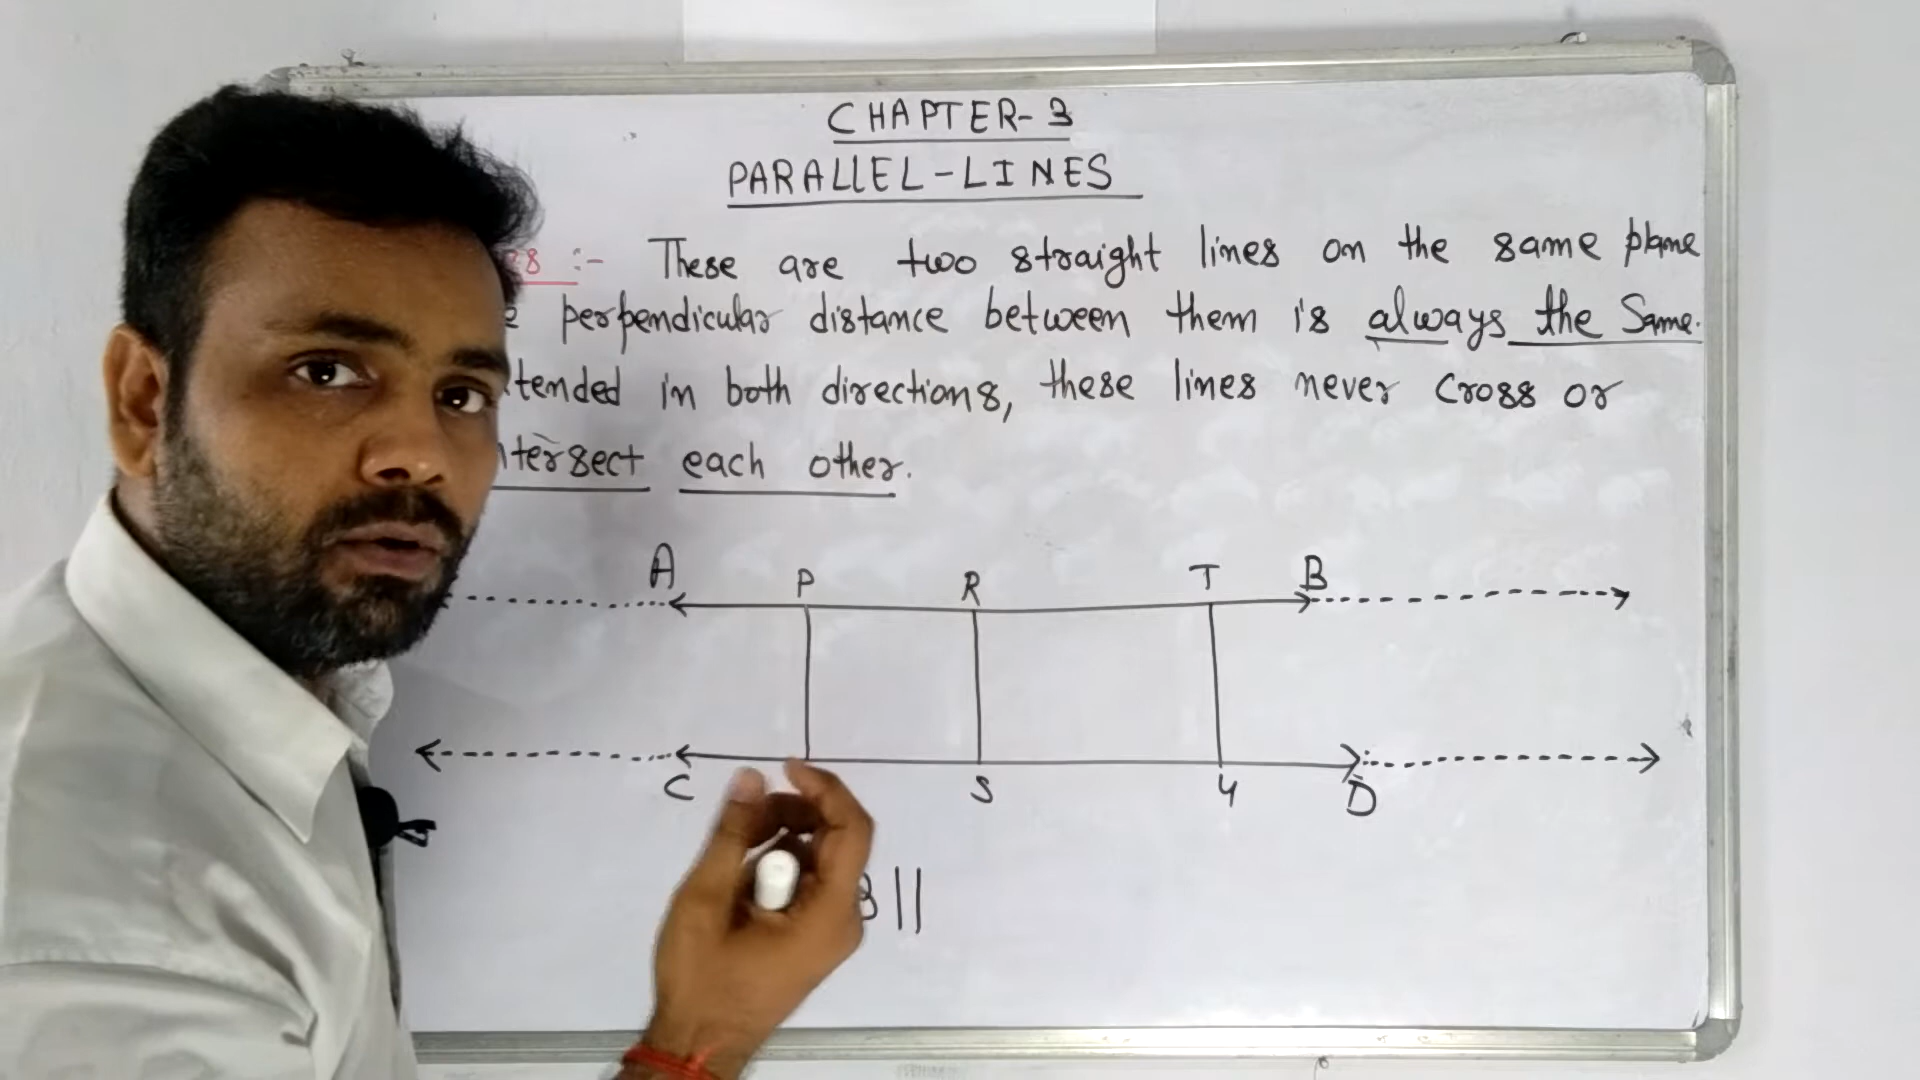 CHAPTER-3
PARALLEL-LINES
:- These are two straight lines on the same plane
perpendicular distance between them is always the Same.
tended in both directions, these lines never Cross or
ntersect each other.
A P R T B
C S U D
B ||